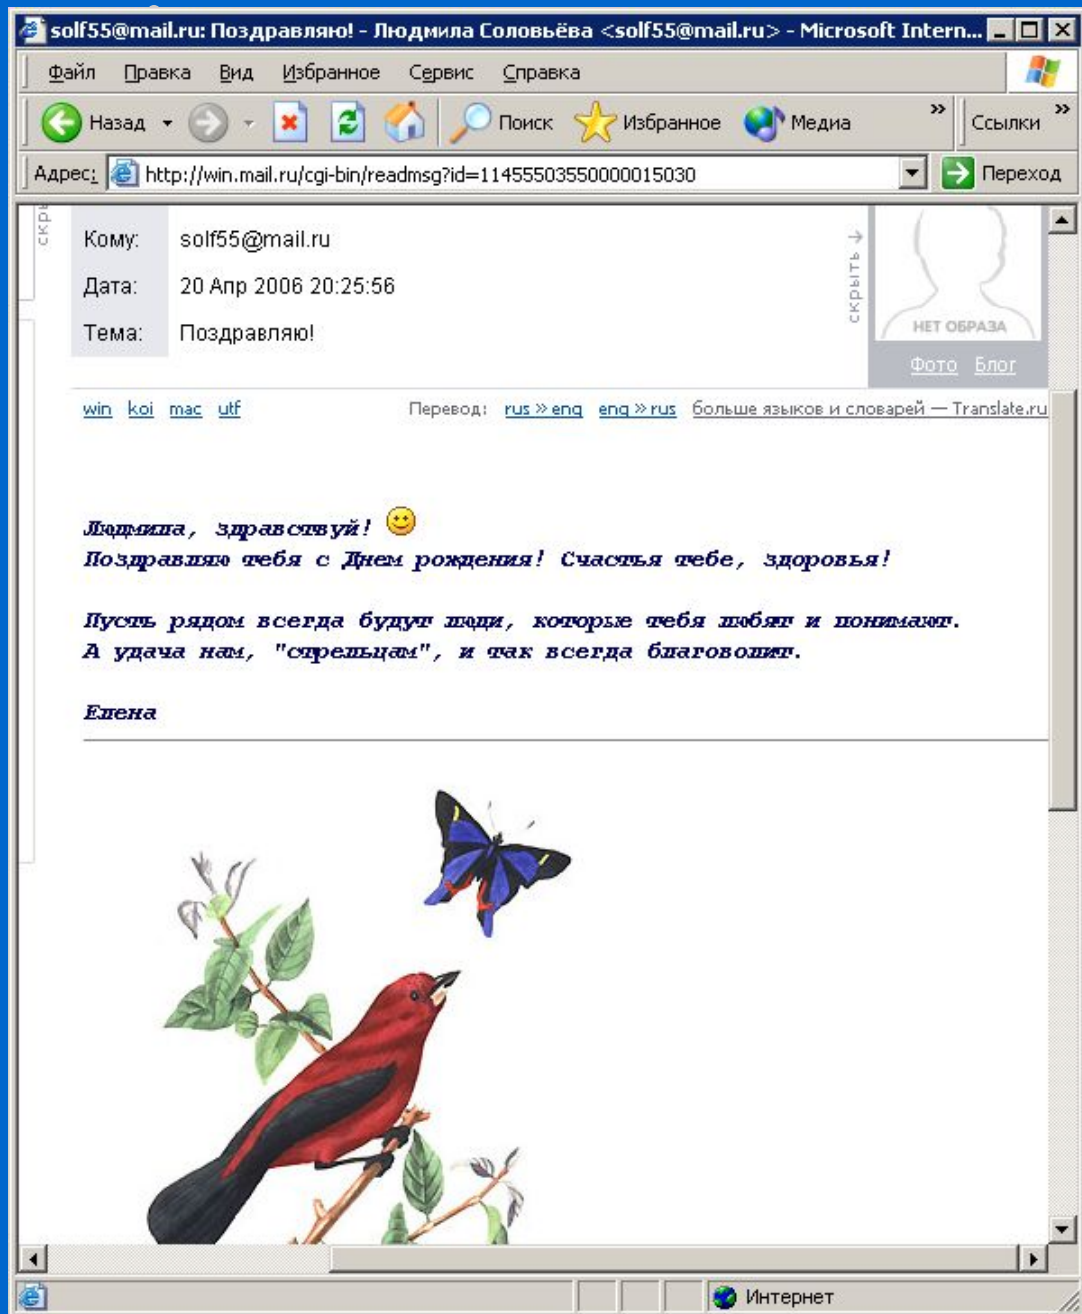 solf55@mail.ru: Поздравляю! - Людмила Соловьёва <solf55@mail.ru> - Microsoft Intern...
Файл Правка Вид Избранное Сервис Справка
Назад Поиск Избранное Медиа » Ссылки »
Адрес: http://win.mail.ru/cgi-bin/readmsg?id=11455503550000015030 Переход
скры
Кому: solf55@mail.ru
скрыть →
Дата: 20 Апр 2006 20:25:56
Тема: Поздравляю!
НЕТ ОБРАЗА
Фото Блог
win koi mac utf Перевод: rus » eng eng » rus больше языков и словарей — Translate.ru
Людмила, здравствуй!
Поздравляю тебя с Днем рождения! Счастья тебе, здоровья!
Пусть рядом всегда будут люди, которые тебя любят и понимают.
А удача нам, "стрельцам", и так всегда благоволит.
Елена
Интернет